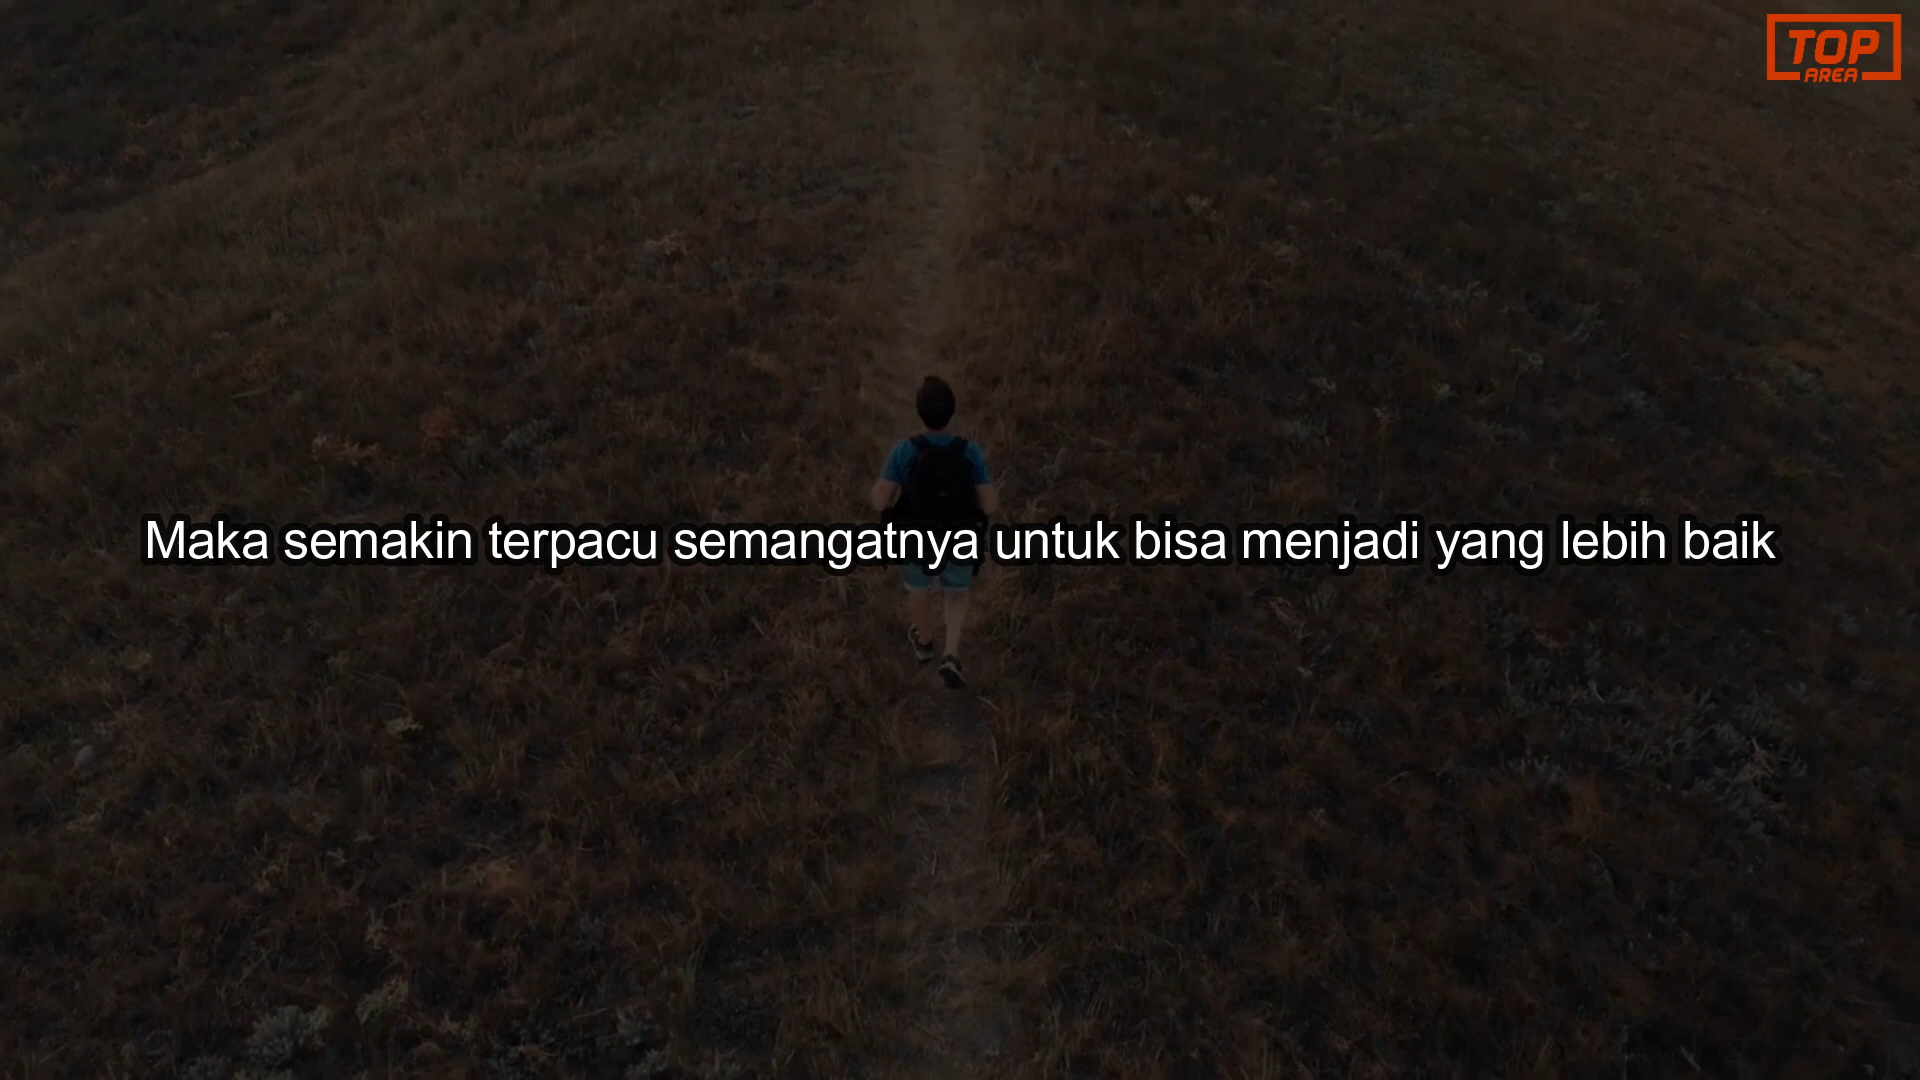 TOP
AREA
Maka semakin terpacu semangatnya untuk bisa menjadi yang lebih baik